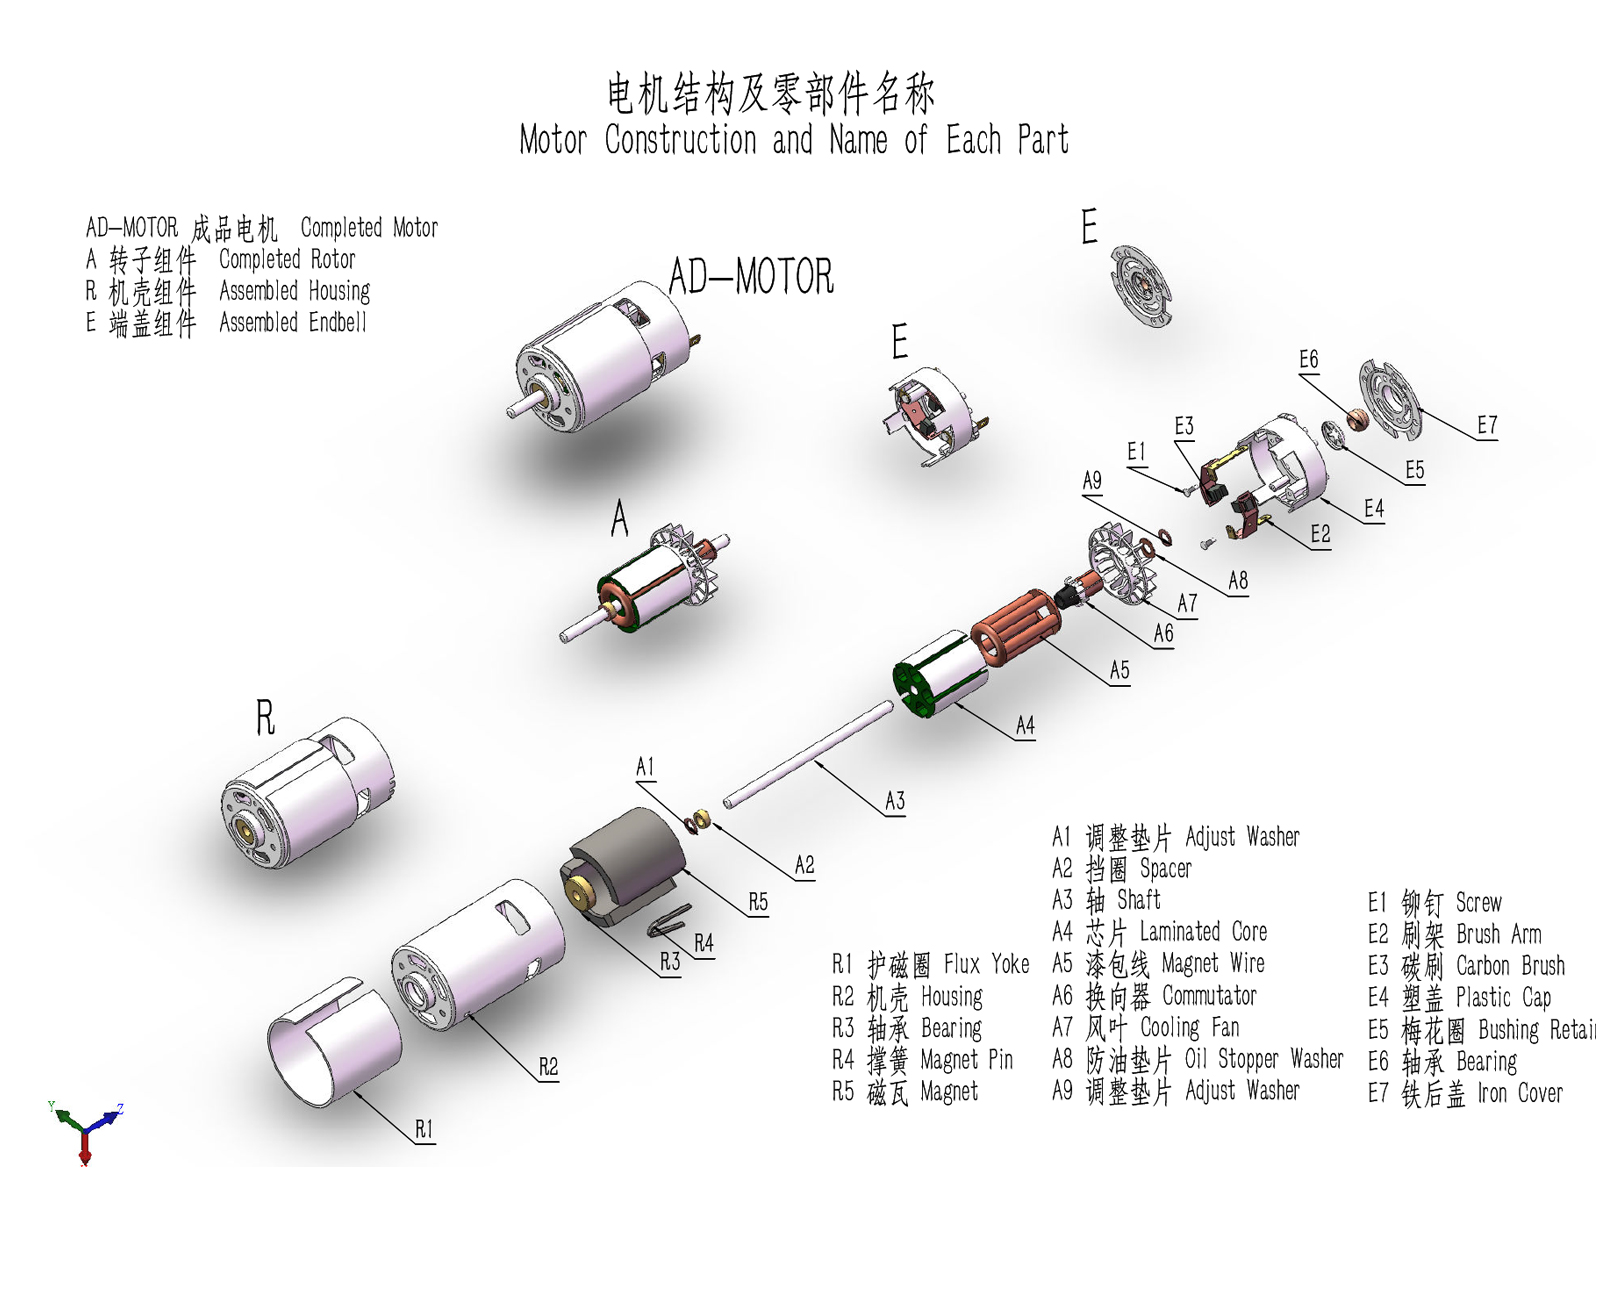 电机结构及零部件名称
Motor Construction and Name of Each Part
AD-MOTOR 成品电机 Completed Motor
A 转子组件 Completed Rotor
R 机壳组件 Assembled Housing
E 端盖组件 Assembled Endbell
AD-MOTOR
E
E
A
R
E6
E7
E3
E1
E5
A9
E4
E2
A8
A7
A6
A5
A4
A1
A3
A2
R5
R4
R3
R2
R1
A1 调整垫片 Adjust Washer
A2 挡圈 Spacer
A3 轴 Shaft
A4 芯片 Laminated Core
A5 漆包线 Magnet Wire
A6 换向器 Commutator
A7 风叶 Cooling Fan
A8 防油垫片 Oil Stopper Washer
A9 调整垫片 Adjust Washer
R1 护磁圈 Flux Yoke
R2 机壳 Housing
R3 轴承 Bearing
R4 撑簧 Magnet Pin
R5 磁瓦 Magnet
E1 铆钉 Screw
E2 刷架 Brush Arm
E3 碳刷 Carbon Brush
E4 塑盖 Plastic Cap
E5 梅花圈 Bushing Retai
E6 轴承 Bearing
E7 铁后盖 Iron Cover
Y
Z